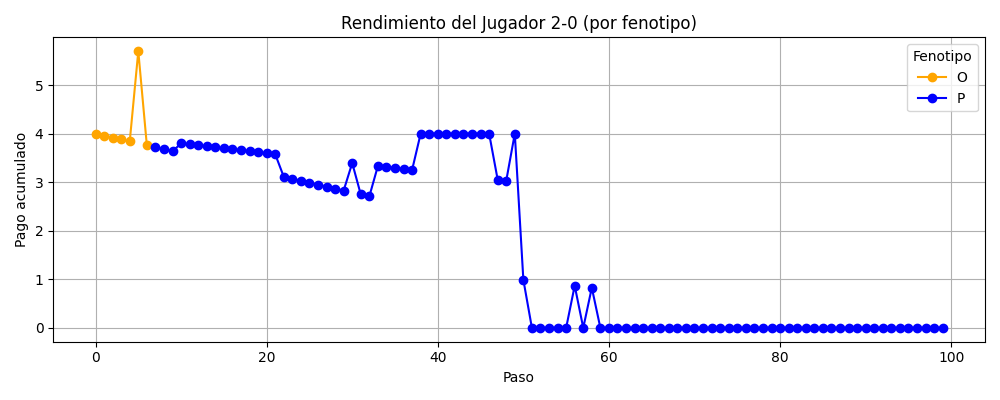 Rendimiento del Jugador 2-0 (por fenotipo)
Pago acumulado
5
4
3
2
1
0
0 20 40 60 80 100
Paso
Fenotipo
O
P